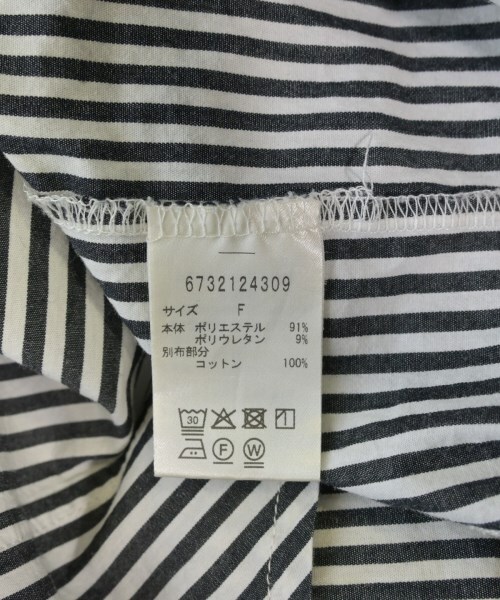 6732124309
サイズ F
本体 ポリエステル 91%
ポリウレタン 9%
別布部分
コットン 100%
30
F W